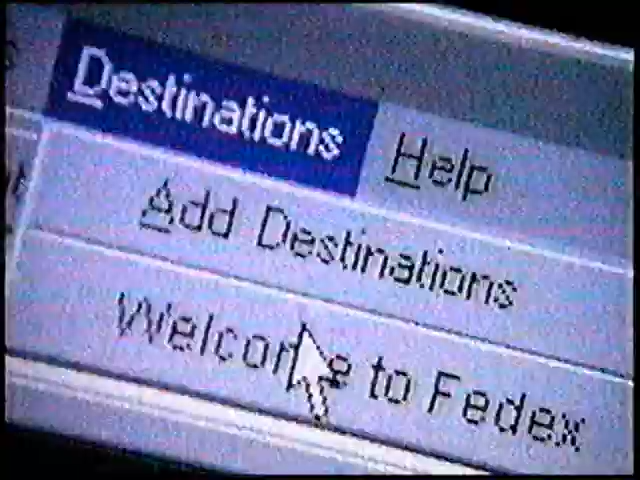 Destinations Help
Add Destinations
Welcome to Fedex